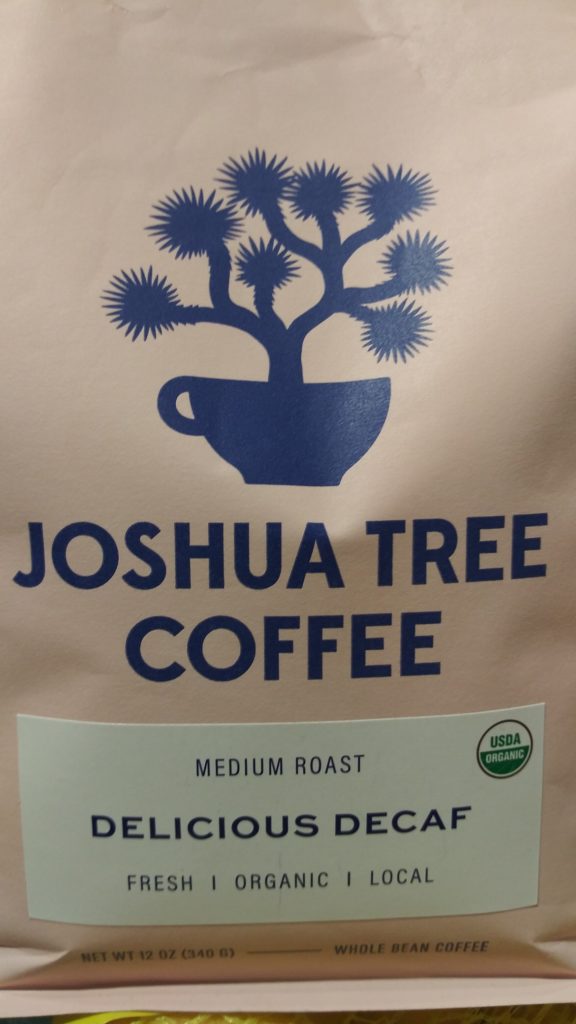 JOSHUA TREE
COFFEE
USDA
ORGANIC
MEDIUM ROAST
DELICIOUS DECAF
FRESH I ORGANIC I LOCAL
NET WT 12 OZ (340 G) WHOLE BEAN COFFEE